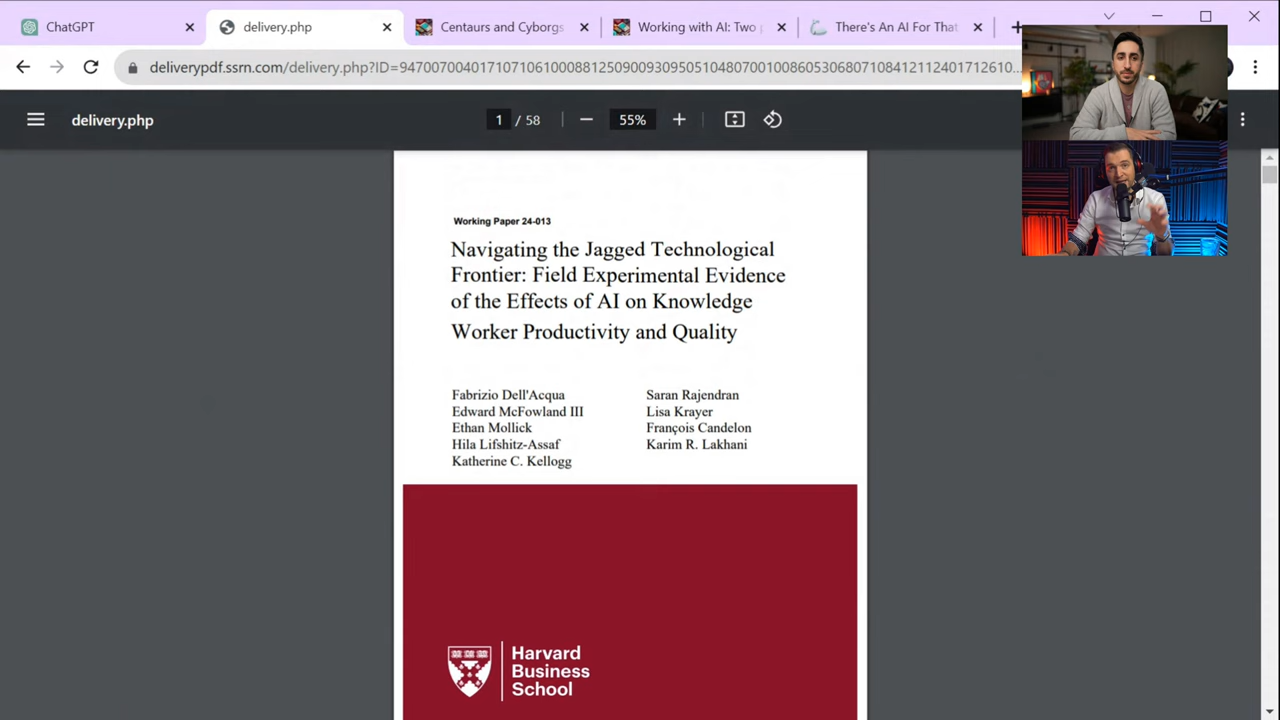 ChatGPT
delivery.php
Centaurs and Cyborgs
Working with AI: Two
There's An AI For That
deliverypdf.ssrn.com/delivery.php?ID=947070070040171071061000881250900930959510480700100860530680710841211240171261 0...
delivery.php
1 / 58
55%
Working Paper 24-013
Navigating the Jagged Technological
Frontier: Field Experimental Evidence
of the Effects of AI on Knowledge
Worker Productivity and Quality
Fabrizio Dell'Acqua
Edward McFowland III
Ethan Mollick
Hila Lifshitz-Assaf
Katherine C. Kellogg
Saran Rajendran
Lisa Krayer
François Candelon
Karim R. Lakhani
Harvard
Business
School